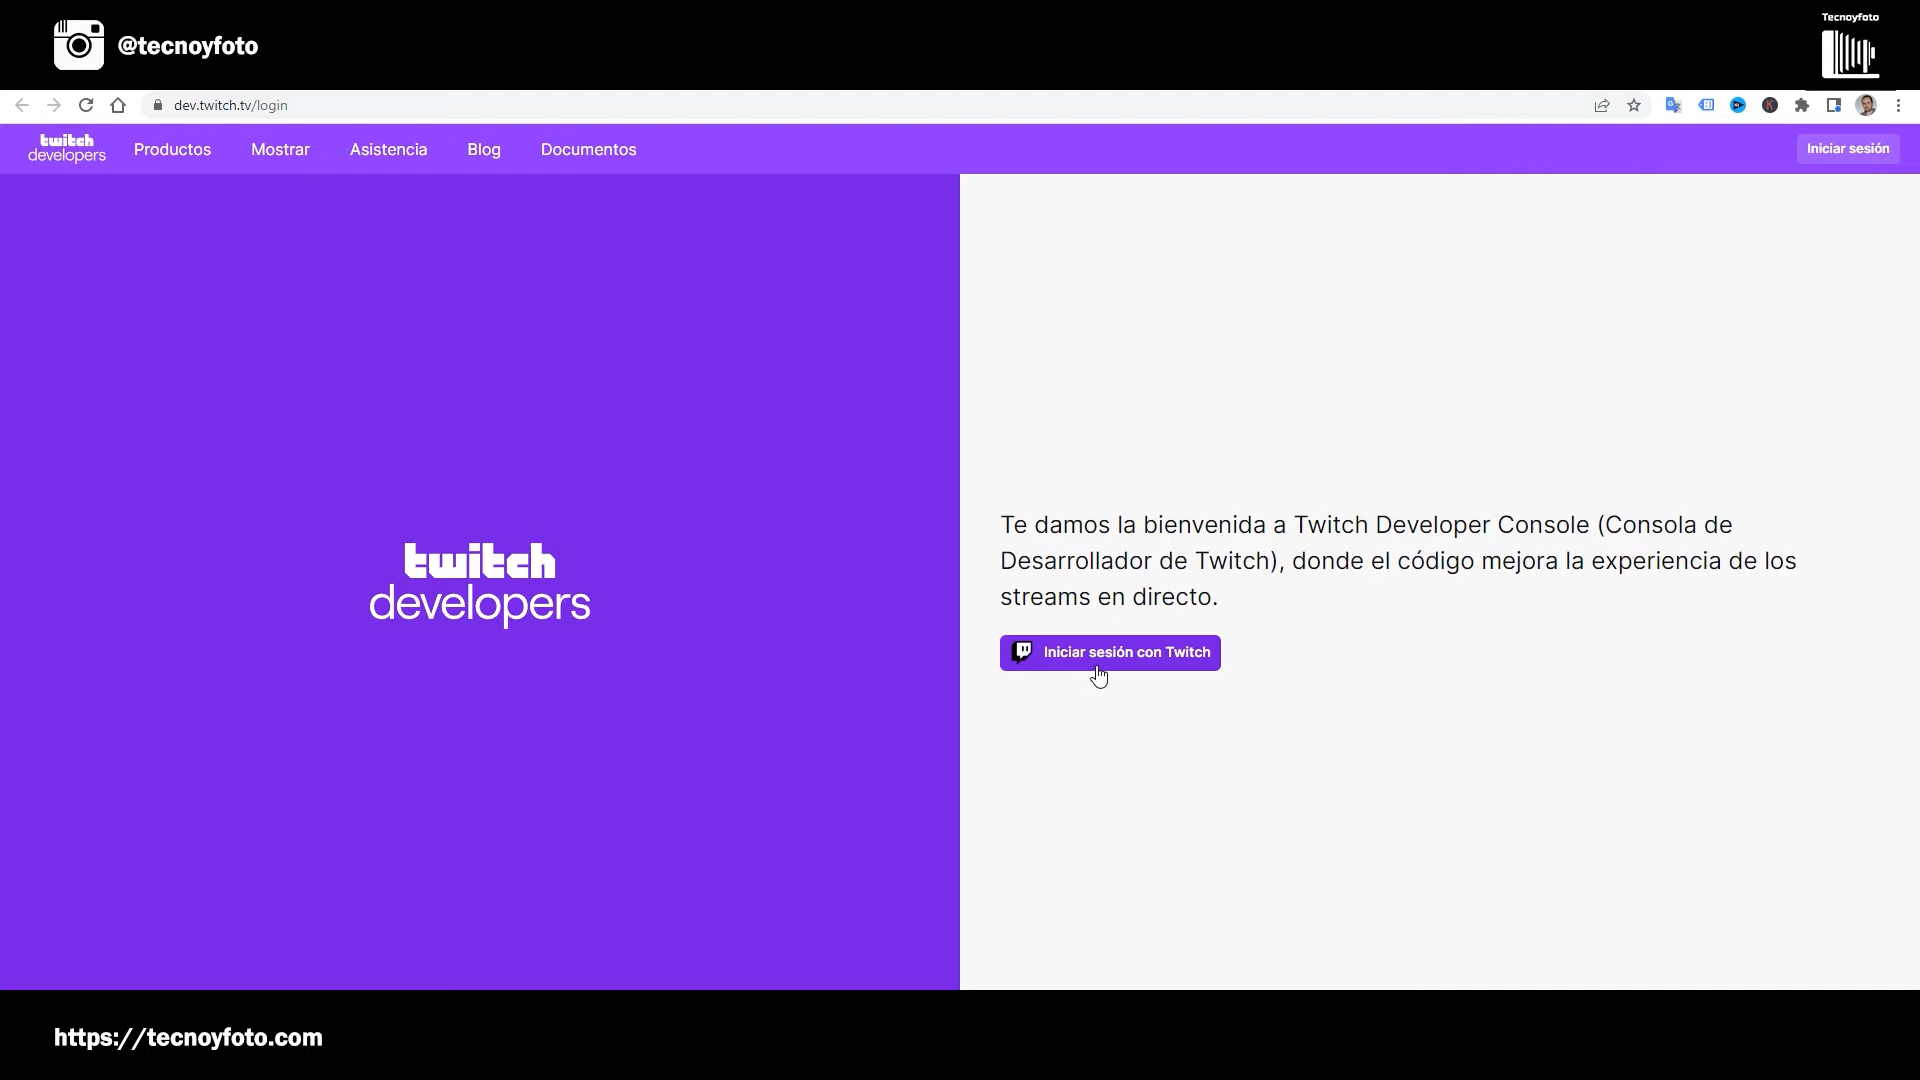 @tecnoyfoto
Tecnoyfoto
dev.twitch.tv/login
twitch
developers
Productos
Mostrar
Asistencia
Blog
Documentos
Iniciar sesión
twitch
developers
Te damos la bienvenida a Twitch Developer Console (Consola de
Desarrollador de Twitch), donde el código mejora la experiencia de los
streams en directo.
Iniciar sesión con Twitch
https://tecnoyfoto.com